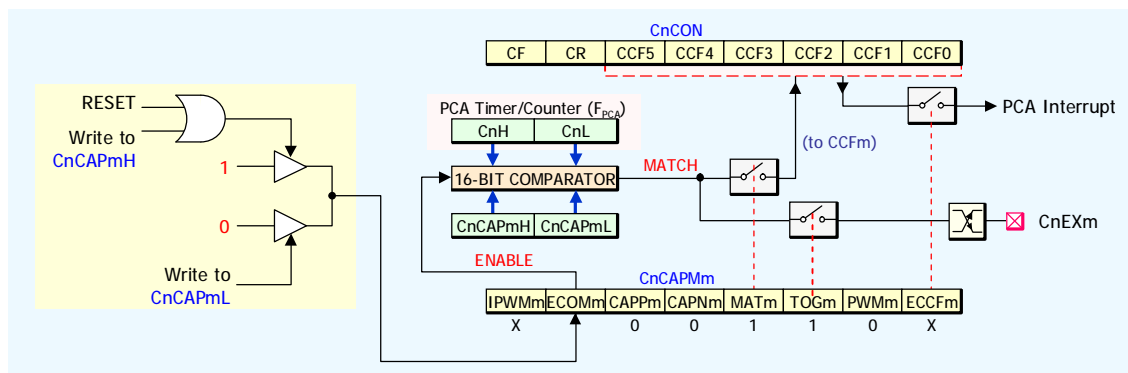 CnCON
CF CR CCF5 CCF4 CCF3 CCF2 CCF1 CCF0
RESET
Write to
CnCAPmH
1
0
Write to
CnCAPmL
PCA Timer/Counter (FPCA)
CnH CnL
16-BIT COMPARATOR
CnCAPmH CnCAPmL
MATCH
ENABLE
(to CCFm)
PCA Interrupt
CnEXm
CnCAPMm
IPWMm ECOMm CAPPm CAPNm MATm TOGm PWMm ECCFm
X 0 0 1 1 0 X